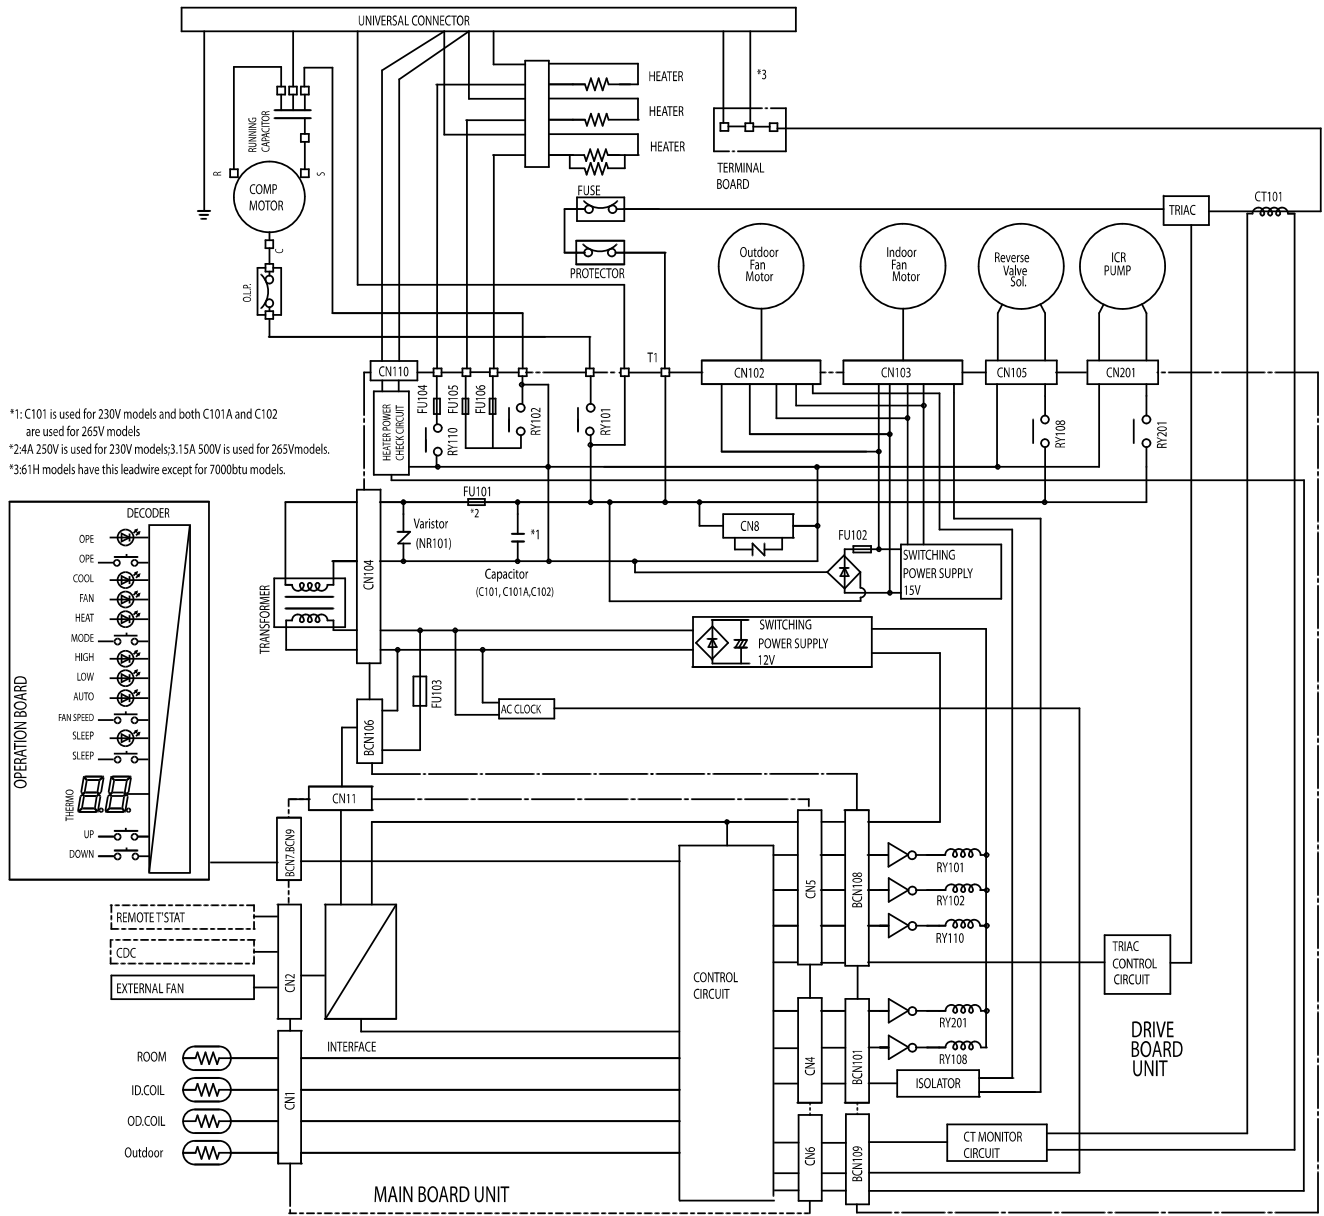 UNIVERSAL CONNECTOR
HEATER
*3
HEATER
RUNNING
CAPACITOR
HEATER
TERMINAL
BOARD
R
S
COMP
MOTOR
FUSE
TRIAC
CT101
C
O.L.P.
PROTECTOR
Outdoor
Fan
Motor
Indoor
Fan
Motor
Reverse
Valve
Sol.
ICR
PUMP
T1
CN110
CN102
CN103
CN105
CN201
FU104
FU105
FU106
RY110
RY102
RY101
RY108
RY201
HEATER POWER
CHECK CIRCUIT
*1: C101 is used for 230V models and both C101A and C102
are used for 265V models
*2:4A 250V is used for 230V models;3.15A 500V is used for 265Vmodels.
*3:61H models have this leadwire except for 7000btu models.
FU101
*2
Varistor
(NR101)
*1
CN8
FU102
SWITCHING
POWER SUPPLY
15V
CN104
Capacitor
(C101, C101A,C102)
TRANSFORMER
SWITCHING
POWER SUPPLY
12V
FU103
AC CLOCK
BCN106
OPERATION BOARD
DECODER
OPE
OPE
COOL
FAN
HEAT
MODE
HIGH
LOW
AUTO
FAN SPEED
SLEEP
SLEEP
THERMO
88
UP
DOWN
CN11
BCN7.BCN9
CN5
BCN108
RY101
RY102
RY110
REMOTE T'STAT
CDC
EXTERNAL FAN
CN2
CONTROL
CIRCUIT
TRIAC
CONTROL
CIRCUIT
INTERFACE
RY201
RY108
DRIVE
BOARD
UNIT
ROOM
ID.COIL
OD.COIL
Outdoor
CN1
CN4
BCN101
ISOLATOR
CN6
BCN109
CT MONITOR
CIRCUIT
MAIN BOARD UNIT